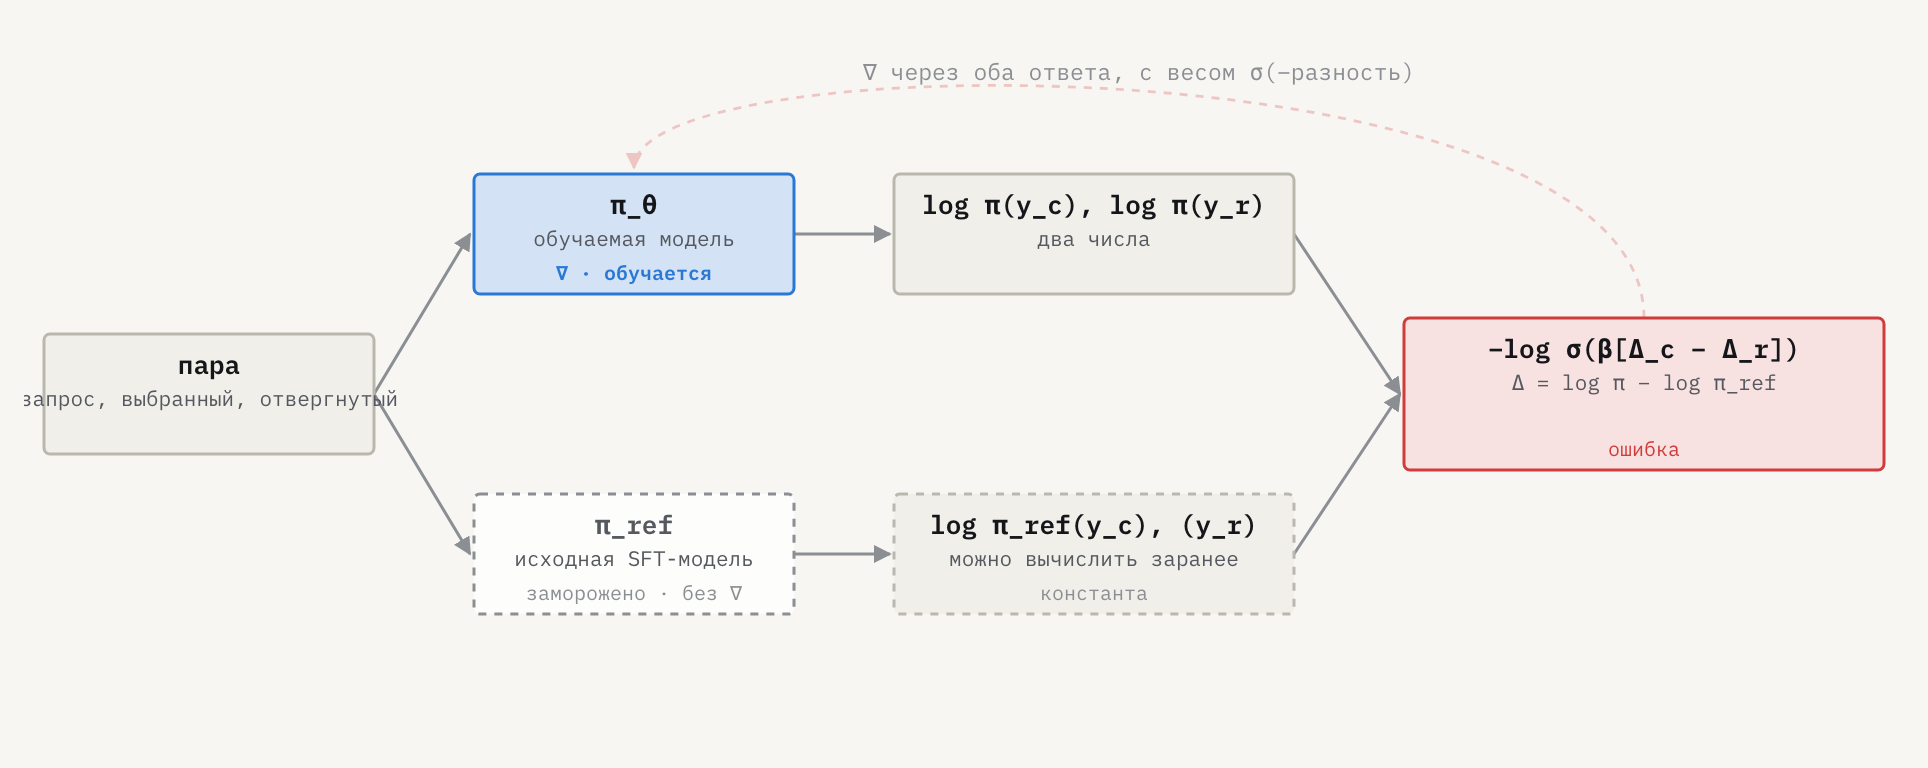 ∇ через оба ответа, с весом σ(−разность)
π_θ
обучаемая модель
∇ · обучается
log π(y_c), log π(y_r)
два числа
пара
запрос, выбранный, отвергнутый
−log σ(β[Δ_c − Δ_r])
Δ = log π − log π_ref
ошибка
π_ref
исходная SFT-модель
заморожено · без ∇
log π_ref(y_c), (y_r)
можно вычислить заранее
константа